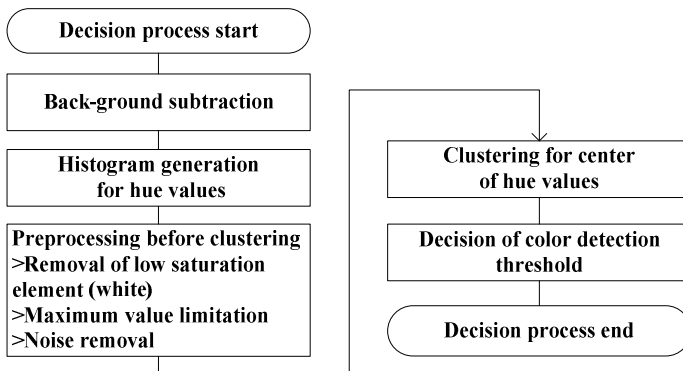 Decision process start
Back-ground subtraction
Histogram generation
for hue values
Preprocessing before clustering
>Removal of low saturation
element (white)
>Maximum value limitation
>Noise removal
Clustering for center
of hue values
Decision of color detection
threshold
Decision process end